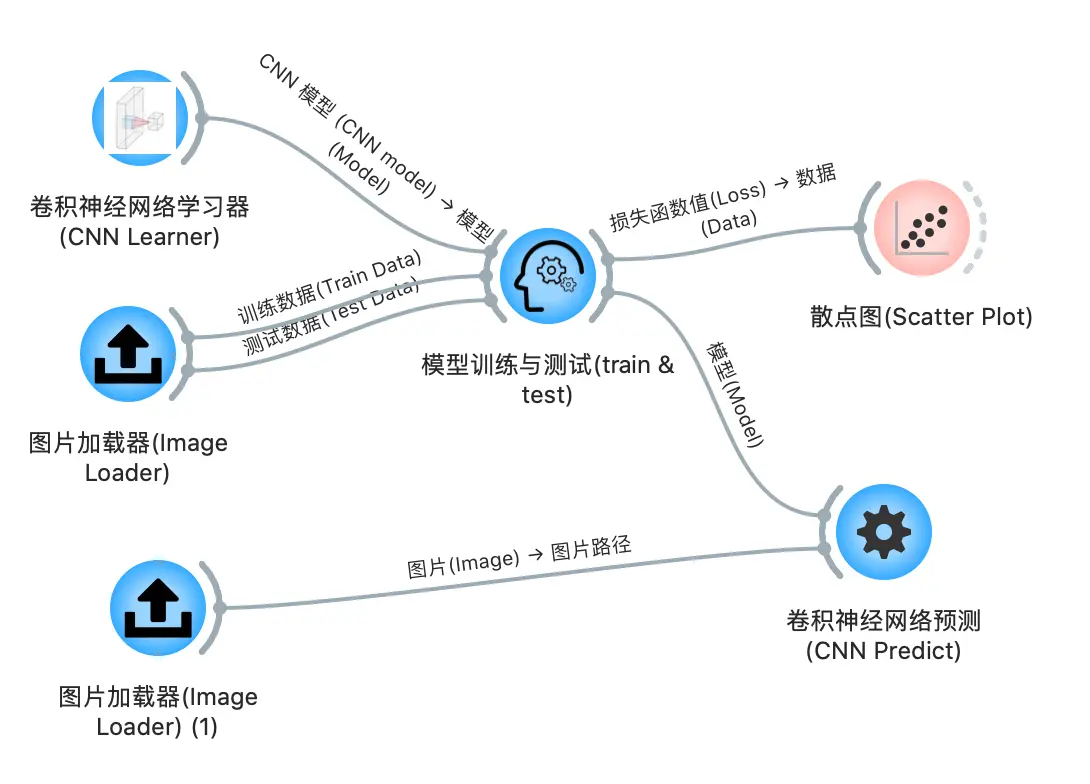 CNN 模型 (CNN model) → 模型
(Model)
卷积神经网络学习器
(CNN Learner)
损失函数值(Loss) → 数据
(Data)
训练数据(Train Data)
测试数据(Test Data)
散点图(Scatter Plot)
模型训练与测试(train &
test)
模型(Model)
图片加载器(Image
Loader)
图片(Image) → 图片路径
卷积神经网络预测
(CNN Predict)
图片加载器(Image
Loader) (1)